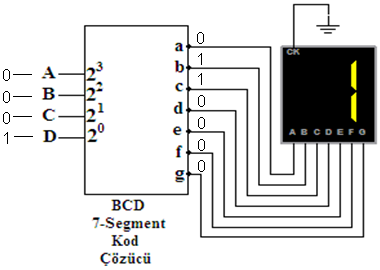 0 A 2³ a 0
0 B 2² b 1
0 C 2¹ c 1
1 D 2⁰ d 0
e 0
f 0
g 0
CK
1
A B C D E F G
BCD
7-Segment
Kod
Çözücü